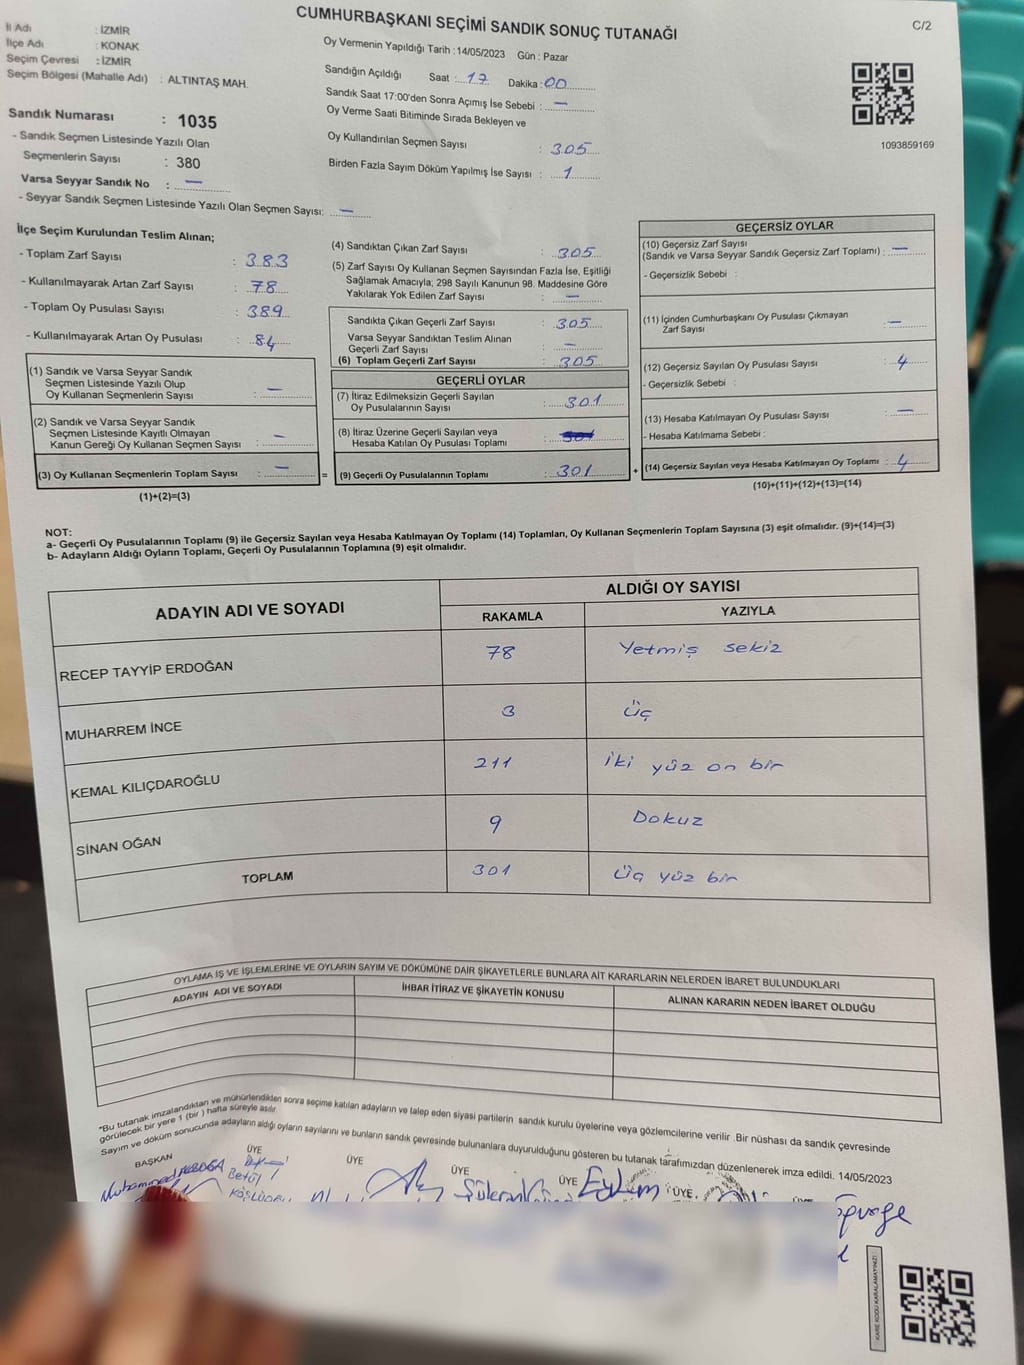 CUMHURBAŞKANI SEÇİMİ SANDIK SONUÇ TUTANAĞI
C/2
İl Adı : İZMİR
İlçe Adı : KONAK
Seçim Çevresi : İZMİR
Seçim Bölgesi (Mahalle Adı) : ALTINTAŞ MAH.
Sandık Numarası : 1035
- Sandık Seçmen Listesinde Yazılı Olan
Seçmenlerin Sayısı : 380
Varsa Seyyar Sandık No : —
- Seyyar Sandık Seçmen Listesinde Yazılı Olan Seçmen Sayısı: —
Oy Vermenin Yapıldığı Tarih : 14/05/2023 Gün : Pazar
Sandığın Açıldığı Saat : 17 Dakika : 00
Sandık Saat 17:00'den Sonra Açımış İse Sebebi : —
Oy Verme Saati Bitiminde Sırada Bekleyen ve
Oy Kullandırılan Seçmen Sayısı : 305
Birden Fazla Sayım Döküm Yapılmış İse Sayısı : 1
1093859169
İlçe Seçim Kurulundan Teslim Alınan;
- Toplam Zarf Sayısı : 383
- Kullanılmayarak Artan Zarf Sayısı : 78
- Toplam Oy Pusulası Sayısı : 389
- Kullanılmayarak Artan Oy Pusulası : 84
(1) Sandık ve Varsa Seyyar Sandık
Seçmen Listesinde Yazılı Olup
Oy Kullanan Seçmenlerin Sayısı : —
(2) Sandık ve Varsa Seyyar Sandık
Seçmen Listesinde Kayıtlı Olmayan
Kanun Gereği Oy Kullanan Seçmen Sayısı : —
(3) Oy Kullanan Seçmenlerin Toplam Sayısı : — =
(1)+(2)=(3)
(4) Sandıktan Çıkan Zarf Sayısı : 305
(5) Zarf Sayısı Oy Kullanan Seçmen Sayısından Fazla İse, Eşitliği
Sağlamak Amacıyla; 298 Sayılı Kanunun 98. Maddesine Göre
Yakılarak Yok Edilen Zarf Sayısı : —
Sandıkta Çıkan Geçerli Zarf Sayısı : 305
Varsa Seyyar Sandıktan Teslim Alınan
Geçerli Zarf Sayısı : —
(6) Toplam Geçerli Zarf Sayısı : 305
GEÇERLİ OYLAR
(7) İtiraz Edilmeksizin Geçerli Sayılan
Oy Pusulalarının Sayısı : 301
(8) İtiraz Üzerine Geçerli Sayılan veya
Hesaba Katılan Oy Pusulası Toplamı :
(9) Geçerli Oy Pusulalarının Toplamı : 301 +
GEÇERSİZ OYLAR
(10) Geçersiz Zarf Sayısı
(Sandık ve Varsa Seyyar Sandık Geçersiz Zarf Toplamı) : —
- Geçersizlik Sebebi :
(11) İçinden Cumhurbaşkanı Oy Pusulası Çıkmayan
Zarf Sayısı : —
(12) Geçersiz Sayılan Oy Pusulası Sayısı : 4
- Geçersizlik Sebebi :
(13) Hesaba Katılmayan Oy Pusulası Sayısı : —
- Hesaba Katılmama Sebebi :
(14) Geçersiz Sayılan veya Hesaba Katılmayan Oy Toplamı : 4
(10)+(11)+(12)+(13)=(14)
NOT:
a- Geçerli Oy Pusulalarının Toplamı (9) ile Geçersiz Sayılan veya Hesaba Katılmayan Oy Toplamı (14) Toplamları, Oy Kullanan Seçmenlerin Toplam Sayısına (3) eşit olmalıdır. (9)+(14)=(3)
b- Adayların Aldığı Oyların Toplamı, Geçerli Oy Pusulalarının Toplamına (9) eşit olmalıdır.
ADAYIN ADI VE SOYADI ALDIĞI OY SAYISI
RAKAMLA YAZIYLA
RECEP TAYYİP ERDOĞAN 78 Yetmiş sekiz
MUHARREM İNCE 3 Üç
KEMAL KILIÇDAROĞLU 211 iki yüz on bir
SİNAN OĞAN 9 Dokuz
TOPLAM 301 Üç yüz bir
OYLAMA İŞ VE İŞLEMLERİNE VE OYLARIN SAYIM VE DÖKÜMÜNE DAİR ŞİKAYETLERLE BUNLARA AİT KARARLARIN NELERDEN İBARET BULUNDUKLARI
ADAYIN ADI VE SOYADI İHBAR İTİRAZ VE ŞİKAYETİN KONUSU ALINAN KARARIN NEDEN İBARET OLDUĞU
*Bu tutanak imzalandıktan ve mühürlendikten sonra seçime katılan adayların ve talep eden siyasi partilerin sandık kurulu üyelerine veya gözlemcilerine verilir .Bir nüshası da sandık çevresinde
görülecek bir yere 1 (bir ) hafta süreyle asılır.
Sayım ve döküm sonucunda adayların aldığı oyların sayılarını ve bunların sandık çevresinde bulunanlara duyurulduğunu gösteren bu tutanak tarafımızdan düzenlenerek imza edildi. 14/05/2023
BAŞKAN ÜYE ÜYE ÜYE ÜYE ÜYE
Muhammed
Betül
KARE KODU KARALAMAYINIZ!